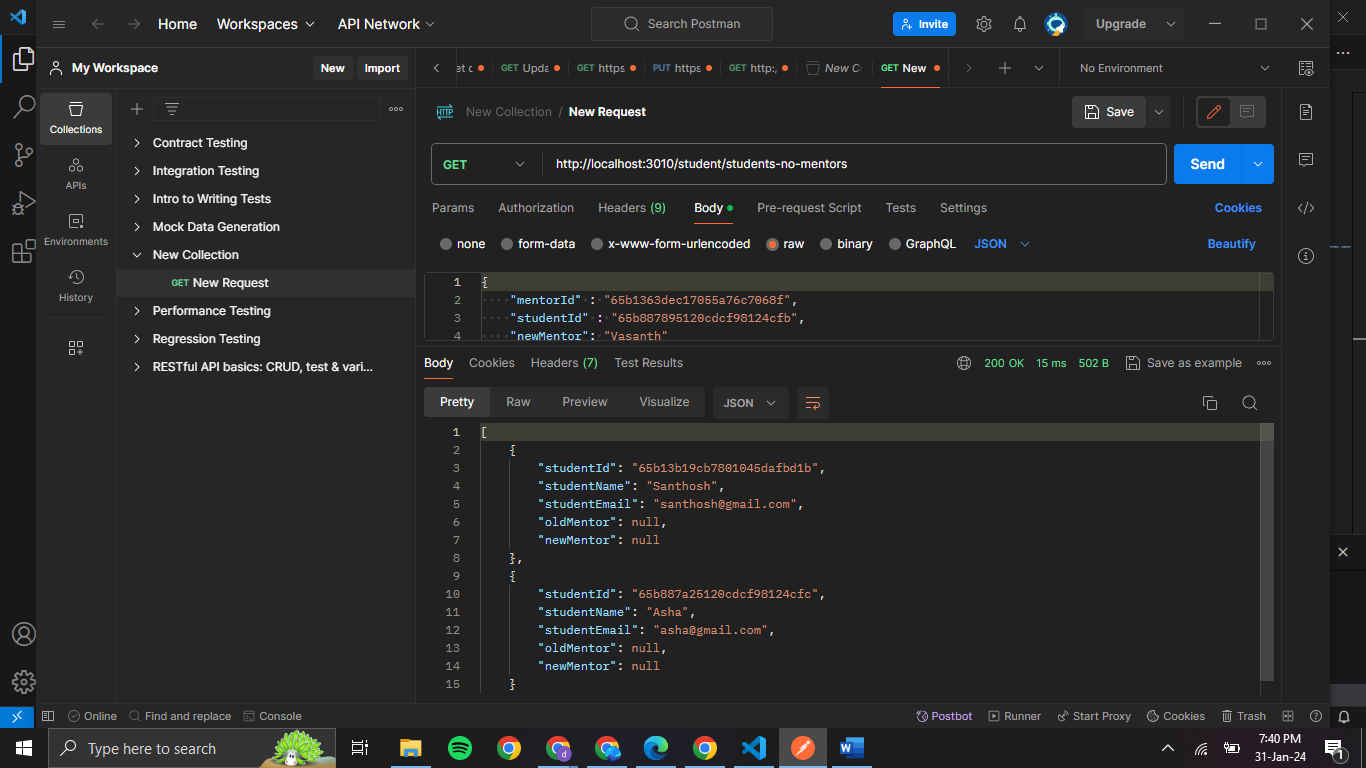 Home
Workspaces
API Network
Search Postman
Invite
Upgrade
My Workspace
New
Import
GET Upda
GET https
PUT https
GET http:,
New C
GET New
No Environment
Collections
APIs
Environments
History
Contract Testing
Integration Testing
Intro to Writing Tests
Mock Data Generation
New Collection
GET New Request
Performance Testing
Regression Testing
RESTful API basics: CRUD, test & vari...
HTTP
New Collection / New Request
Save
GET
http://localhost:3010/student/students-no-mentors
Send
Params
Authorization
Headers (9)
Body
Pre-request Script
Tests
Settings
Cookies
none
form-data
x-www-form-urlencoded
raw
binary
GraphQL
JSON
Beautify
1 {
2 "mentorId" : "65b1363dec17055a76c7068f",
3 "studentId" : "65b887895120cdcf98124cfb",
4 "newMentor": "Vasanth"
Body
Cookies
Headers (7)
Test Results
200 OK
15 ms
502 B
Save as example
Pretty
Raw
Preview
Visualize
JSON
1 [
2 {
3 "studentId": "65b13b19cb7801045dafbd1b",
4 "studentName": "Santhosh",
5 "studentEmail": "santhosh@gmail.com",
6 "oldMentor": null,
7 "newMentor": null
8 },
9 {
10 "studentId": "65b887a25120cdcf98124cfc",
11 "studentName": "Asha",
12 "studentEmail": "asha@gmail.com",
13 "oldMentor": null,
14 "newMentor": null
15 }
Online
Find and replace
Console
Postbot
Runner
Start Proxy
Cookies
Trash
Type here to search
7:40 PM
31-Jan-24
1